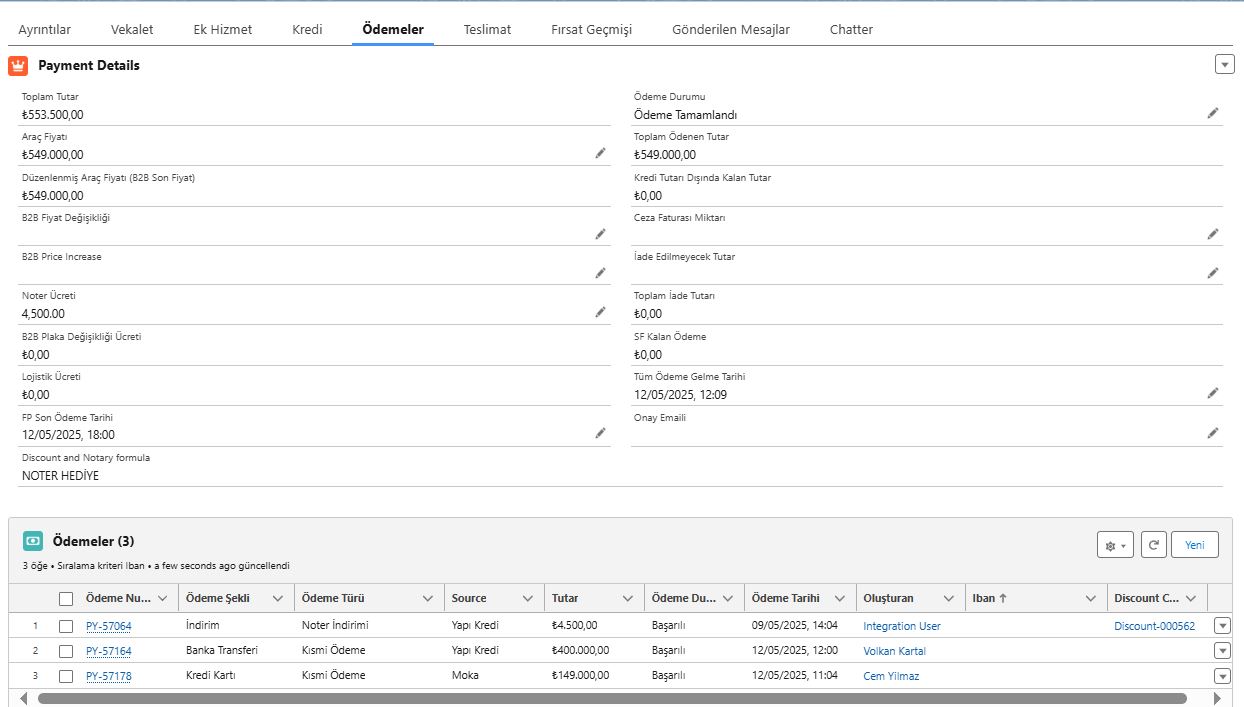 Ayrıntılar Vekalet Ek Hizmet Kredi Ödemeler Teslimat Fırsat Geçmişi Gönderilen Mesajlar Chatter
Payment Details
Toplam Tutar
₺553.500,00
Araç Fiyatı
₺549.000,00
Düzenlenmiş Araç Fiyatı (B2B Son Fiyat)
₺549.000,00
B2B Fiyat Değişikliği
B2B Price Increase
Noter Ücreti
4,500.00
B2B Plaka Değişikliği Ücreti
₺0,00
Lojistik Ücreti
₺0,00
FP Son Ödeme Tarihi
12/05/2025, 18:00
Discount and Notary formula
NOTER HEDİYE
Ödeme Durumu
Ödeme Tamamlandı
Toplam Ödenen Tutar
₺549.000,00
Kredi Tutarı Dışında Kalan Tutar
₺0,00
Ceza Faturası Miktarı
İade Edilmeyecek Tutar
Toplam İade Tutarı
₺0,00
SF Kalan Ödeme
₺0,00
Tüm Ödeme Gelme Tarihi
12/05/2025, 12:09
Onay Emaili
Ödemeler (3)
3 öğe • Sıralama kriteri Iban • a few seconds ago güncellendi
Yeni
Ödeme Nu... Ödeme Şekli Ödeme Türü Source Tutar Ödeme Du... Ödeme Tarihi Oluşturan Iban ↑ Discount C...
1 PY-57064 İndirim Noter İndirimi Yapı Kredi ₺4.500,00 Başarılı 09/05/2025, 14:04 Integration User Discount-000562
2 PY-57164 Banka Transferi Kısmi Ödeme Yapı Kredi ₺400.000,00 Başarılı 12/05/2025, 12:00 Volkan Kartal
3 PY-57178 Kredi Kartı Kısmi Ödeme Moka ₺149.000,00 Başarılı 12/05/2025, 11:04 Cem Yilmaz